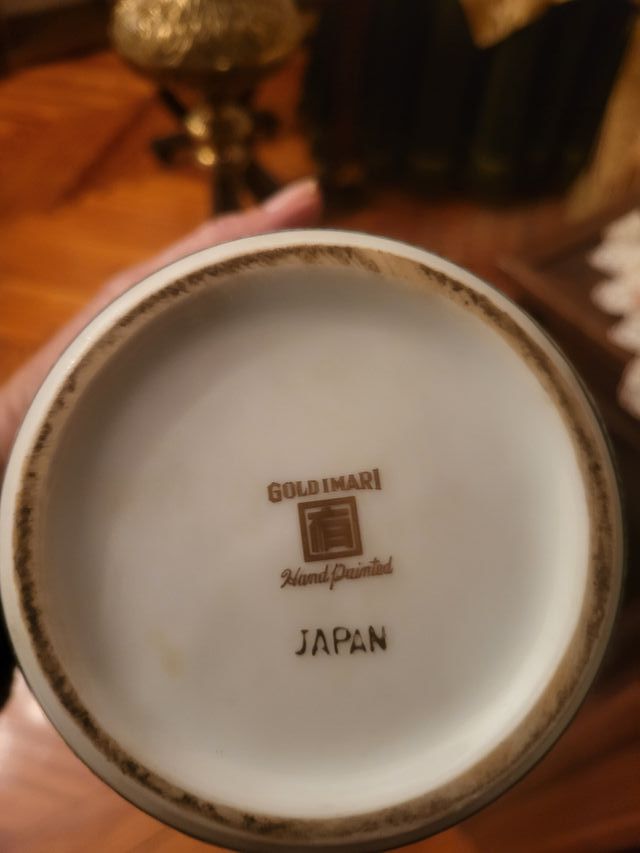 GOLD IMARI
有
Hand Painted
JAPAN